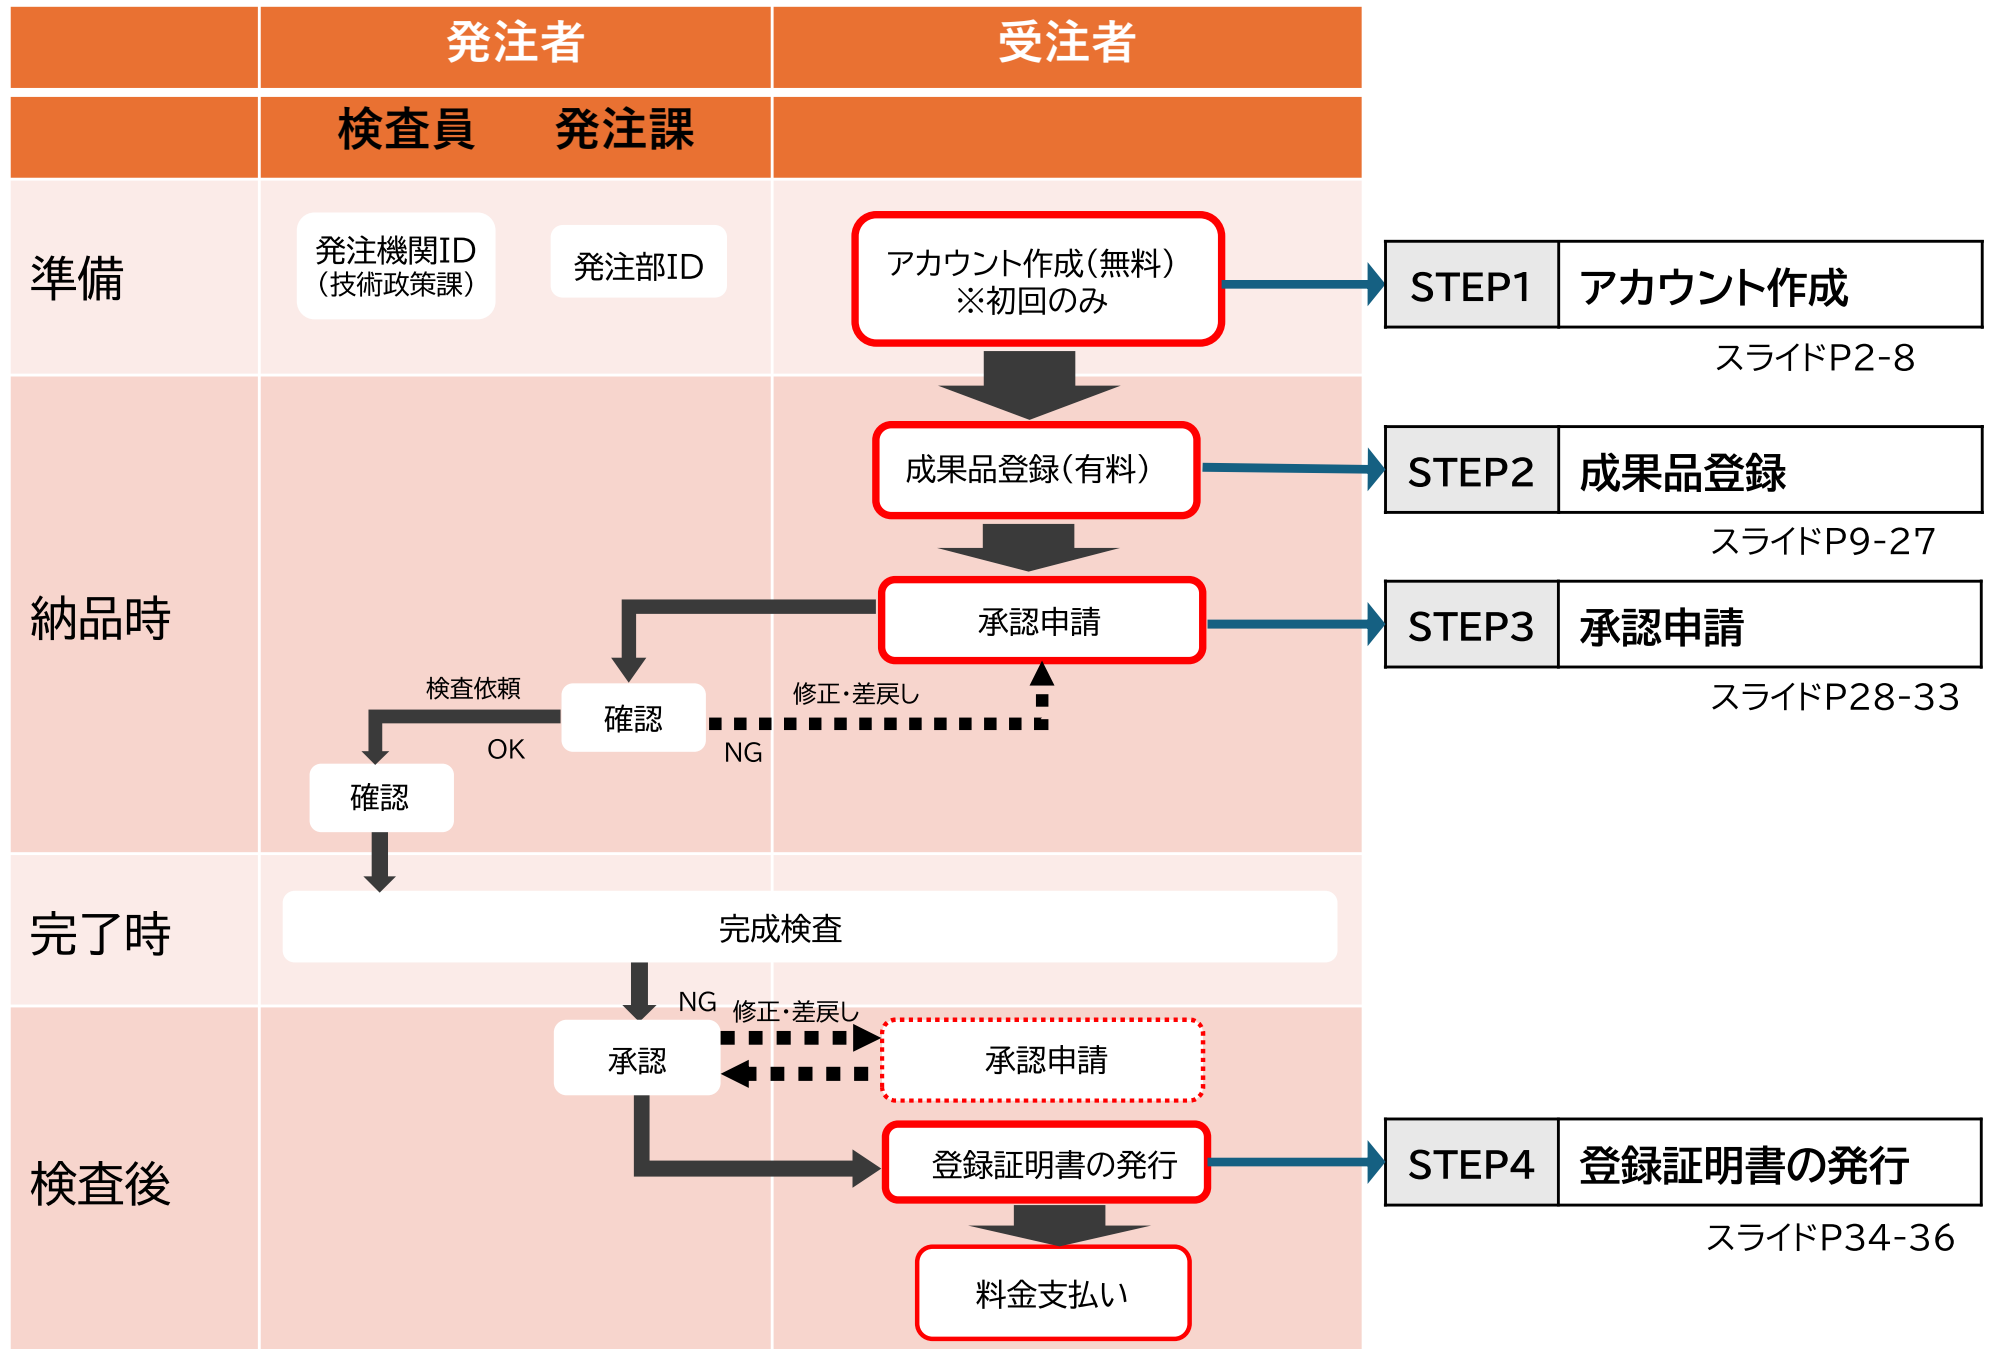 発注者
受注者
検査員
発注課
準備
発注機関ID
（技術政策課）
発注部ID
アカウント作成（無料）
※初回のみ
STEP1
アカウント作成
スライドP2-8
納品時
成果品登録（有料）
STEP2
成果品登録
スライドP9-27
承認申請
STEP3
承認申請
スライドP28-33
検査依頼
確認
修正・差戻し
OK
NG
確認
完了時
完成検査
NG
修正・差戻し
検査後
承認
承認申請
登録証明書の発行
STEP4
登録証明書の発行
スライドP34-36
料金支払い